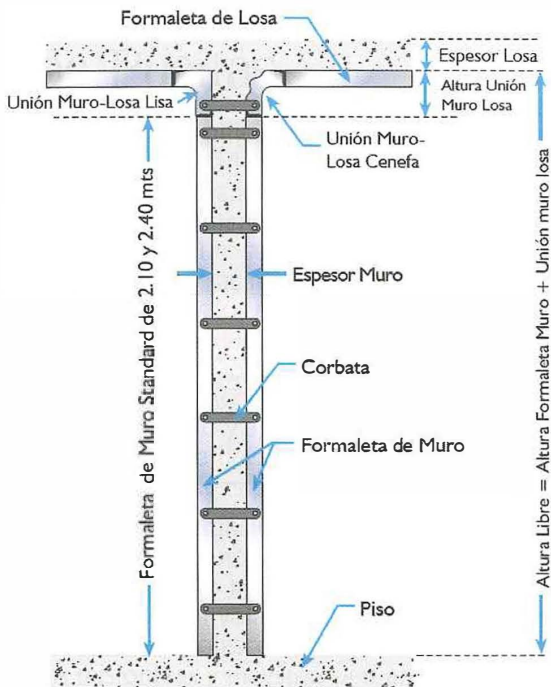 Formaleta de Losa
Espesor Losa
Altura Unión
Muro Losa
Unión Muro-Losa Lisa
Unión Muro-
Losa Cenefa
Formaleta de Muro Standard de 2.10 y 2.40 mts
Espesor Muro
Corbata
Formaleta de Muro
Piso
Altura Libre = Altura Formaleta Muro + Unión muro losa